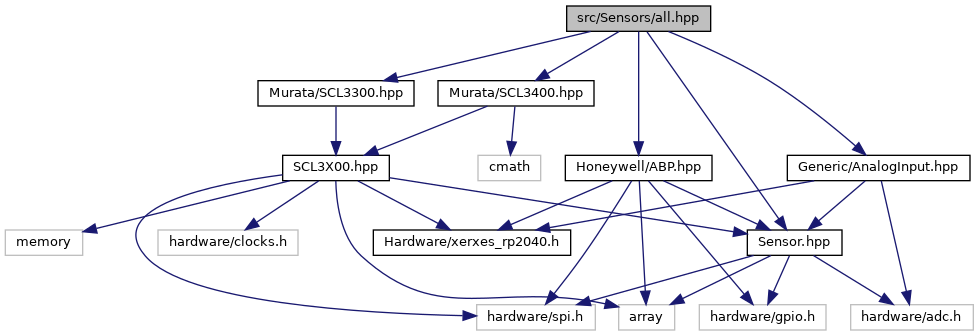 src/Sensors/all.hpp
Murata/SCL3300.hpp
Murata/SCL3400.hpp
SCL3X00.hpp
cmath
Honeywell/ABP.hpp
Generic/AnalogInput.hpp
memory
hardware/clocks.h
Hardware/xerxes_rp2040.h
Sensor.hpp
hardware/spi.h
array
hardware/gpio.h
hardware/adc.h